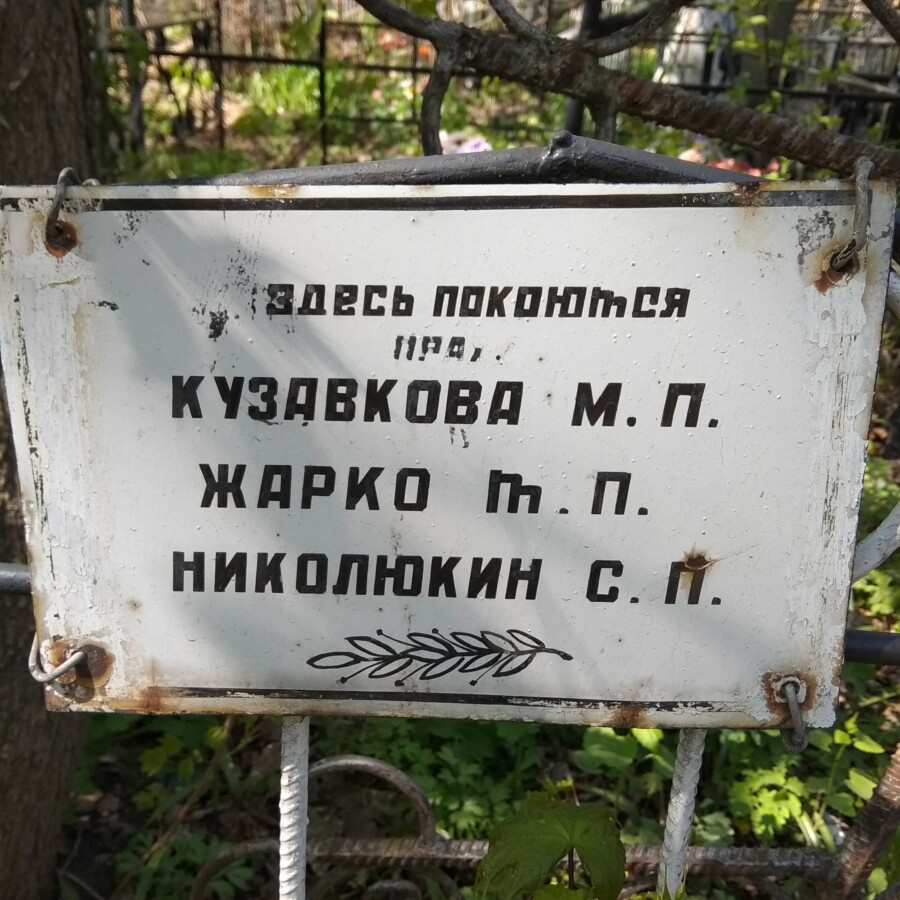 Здесь покоются
КУЗАВКОВА М. П.
ЖАРКО Т. П.
НИКОЛЮКИН С. П.